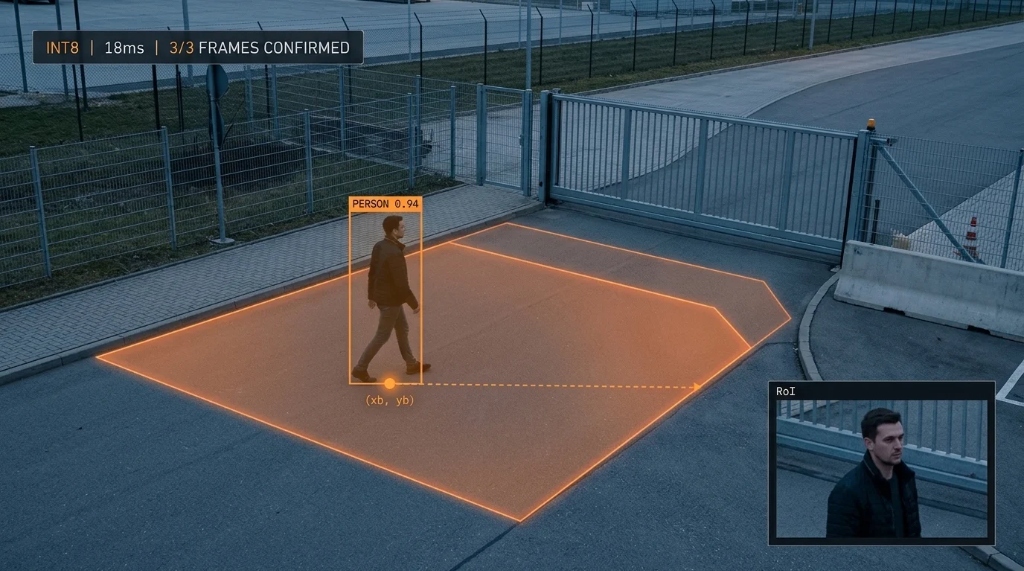 INT8 | 18ms | 3/3 FRAMES CONFIRMED
PERSON 0.94
(xb, yb)
RoI